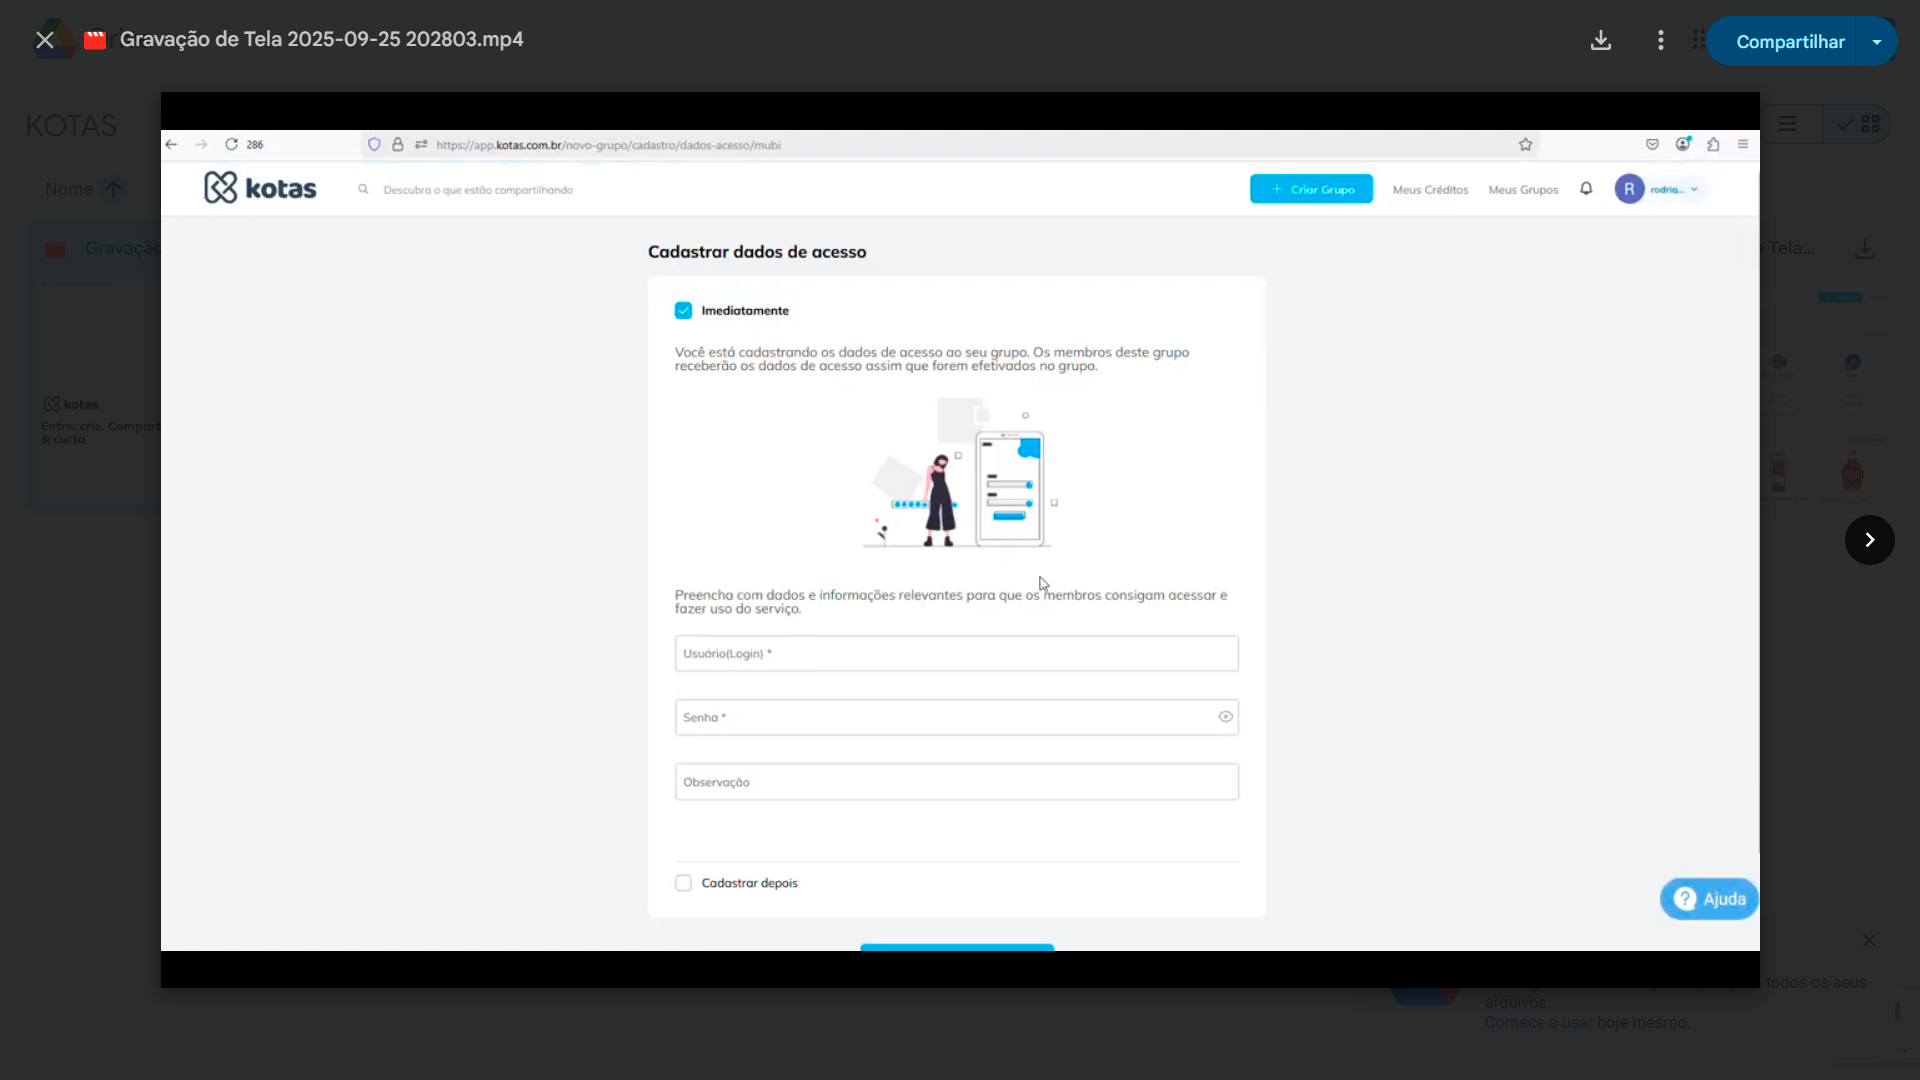 Gravação de Tela 2025-09-25 202803.mp4
Compartilhar
KOTAS
Nome
286
https://app.kotas.com.br/novo-grupo/cadastro/dados-acesso/mubi
kotas
Descubra o que estão compartilhando
+ Criar Grupo
Meus Créditos
Meus Grupos
R
rodrig...
Gravação
Tela...
Cadastrar dados de acesso
Imediatamente
Você está cadastrando os dados de acesso ao seu grupo. Os membros deste grupo
receberão os dados de acesso assim que forem efetivados no grupo.
kotas
Entre, crie. Compart
& curta
Preencha com dados e informações relevantes para que os membros consigam acessar e
fazer uso do serviço.
Usuário(Login) *
Senha *
Observação
Cadastrar depois
? Ajuda
todos os seus
arquivos.
Comece a usar hoje mesmo.